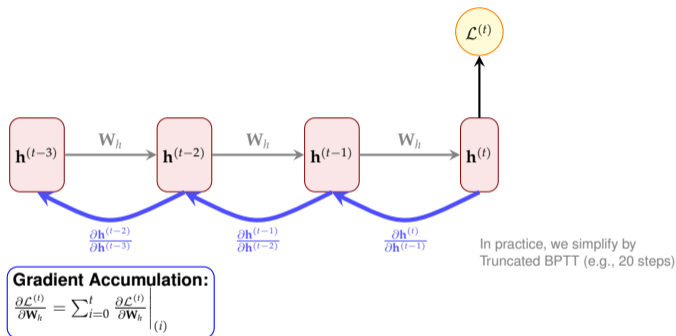 𝓛^(t)
W_h W_h W_h
h^(t−3) h^(t−2) h^(t−1) h^(t)
∂h^(t−2)/∂h^(t−3) ∂h^(t−1)/∂h^(t−2) ∂h^(t)/∂h^(t−1)
In practice, we simplify by
Truncated BPTT (e.g., 20 steps)
Gradient Accumulation:
∂𝓛^(t)/∂W_h = ∑_{i=0}^{t} ∂𝓛^(t)/∂W_h |_(i)